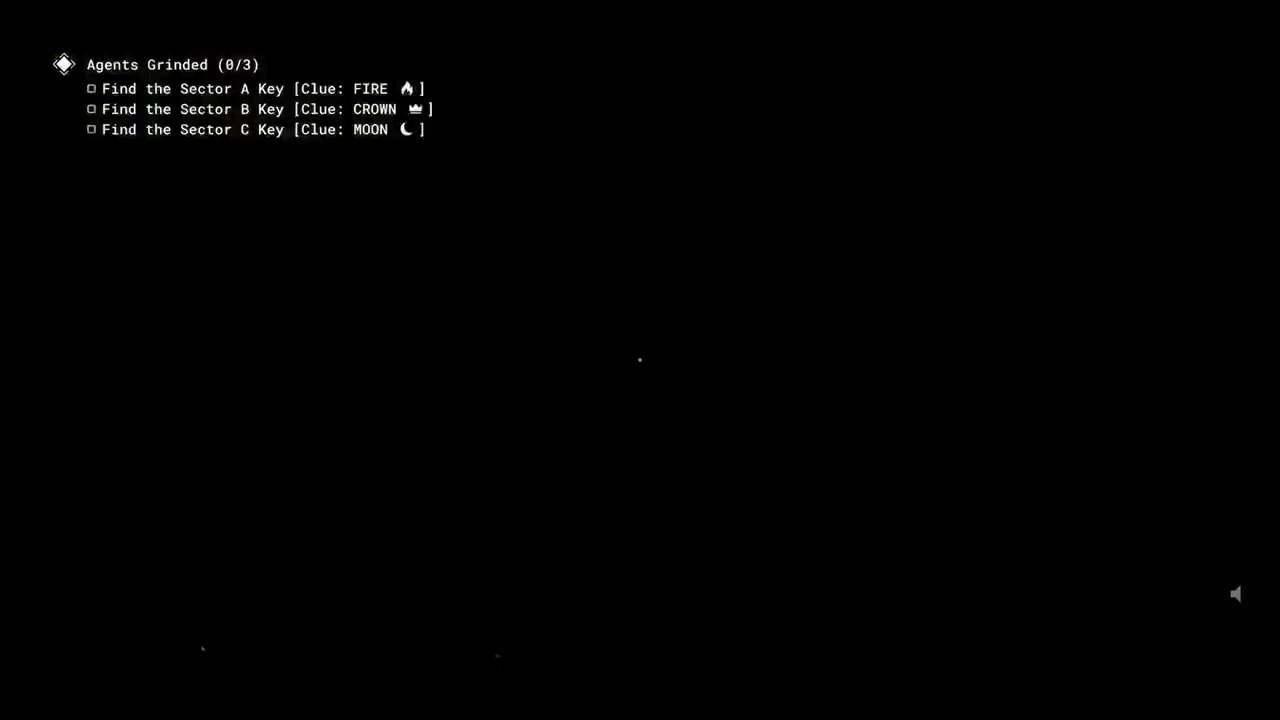 Agents Grinded (0/3)
Find the Sector A Key [Clue: FIRE 🔥]
Find the Sector B Key [Clue: CROWN 👑]
Find the Sector C Key [Clue: MOON 🌙]